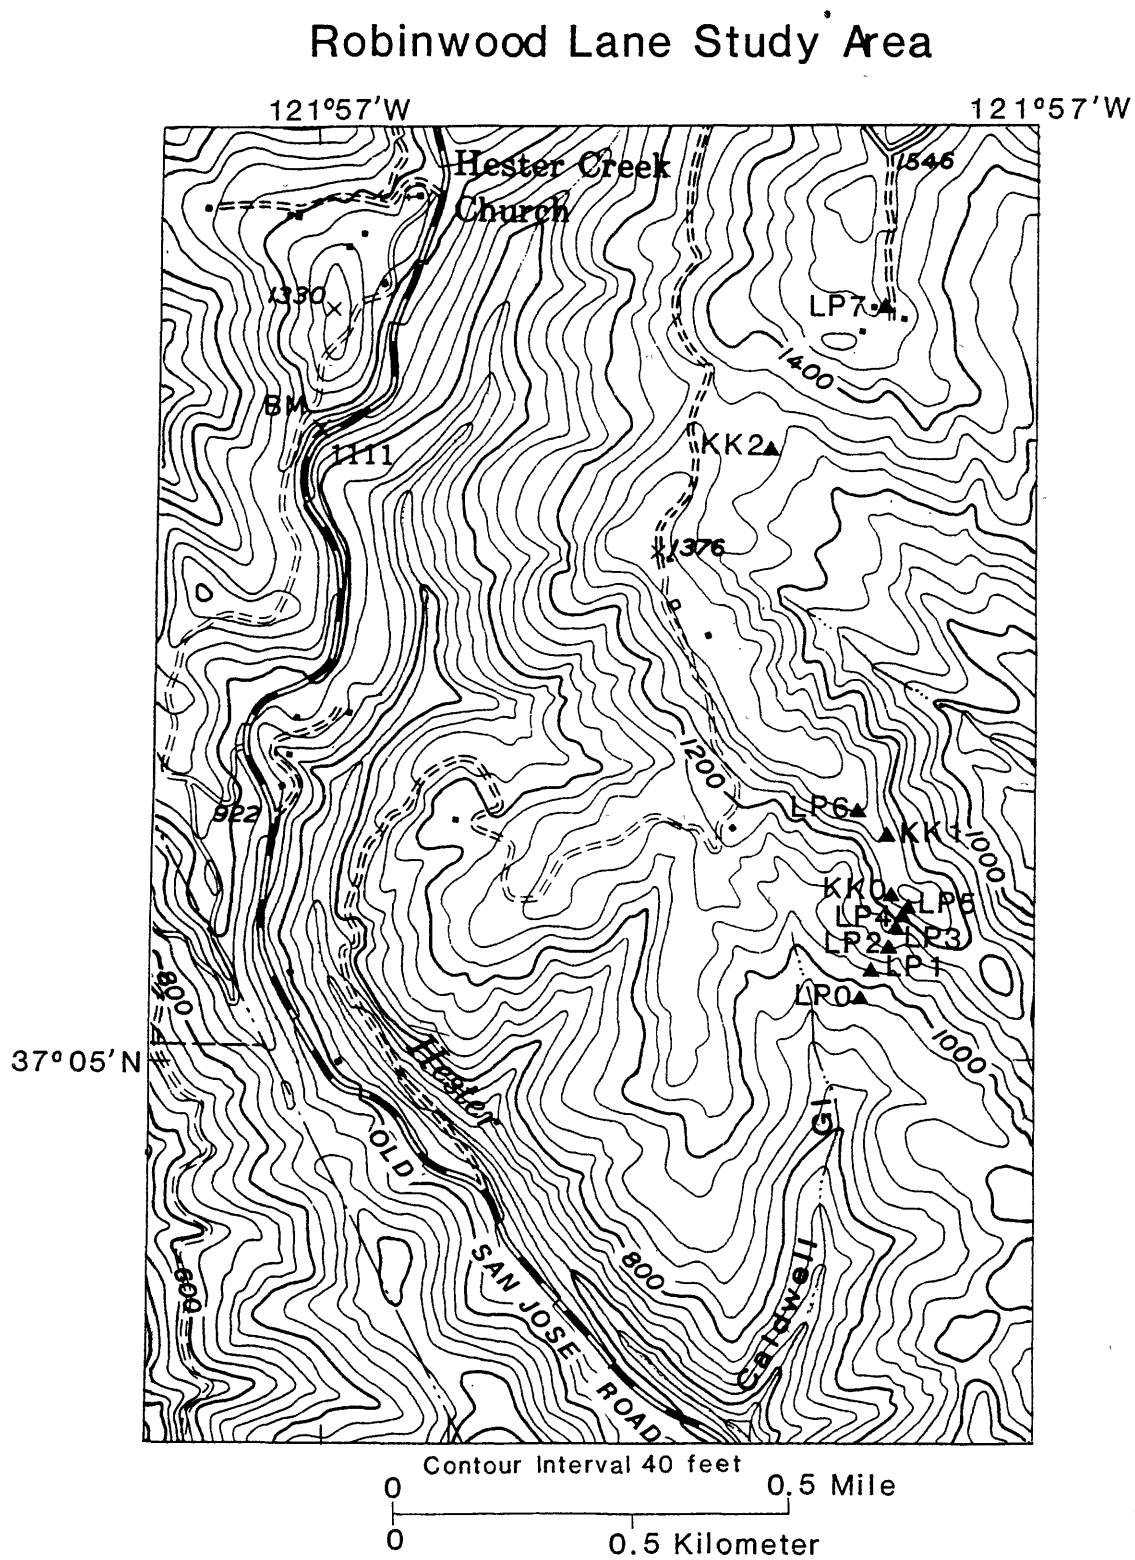 Robinwood Lane Study Area
121°57'W
121°57'W
Hester Creek
Church
1546
1330
LP7
1400
BM
1111
KK2
1376
1200
LP6
KK1
922
1000
KK0
LP5
LP4
LP3
LP2
LP1
LP0
800
1000
37°05'N
Hester
Gl
OLD
800
600
SAN JOSE
Caldwell
ROAD
Contour Interval 40 feet
0
0.5 Mile
0
0.5 Kilometer